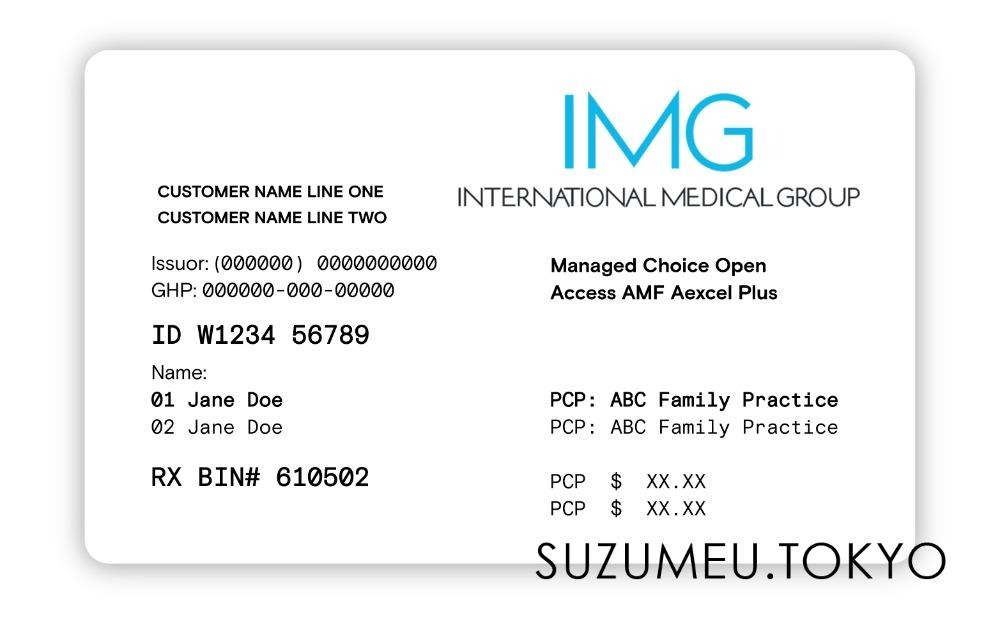 IMG
INTERNATIONAL MEDICAL GROUP
CUSTOMER NAME LINE ONE
CUSTOMER NAME LINE TWO
Issuor: (000000) 0000000000
GHP: 000000-000-00000
Managed Choice Open
Access AMF Aexcel Plus
ID W1234 56789
Name:
01 Jane Doe
02 Jane Doe
PCP: ABC Family Practice
PCP: ABC Family Practice
RX BIN# 610502
PCP $ XX.XX
PCP $ XX.XX
SUZUMEU.TOKYO